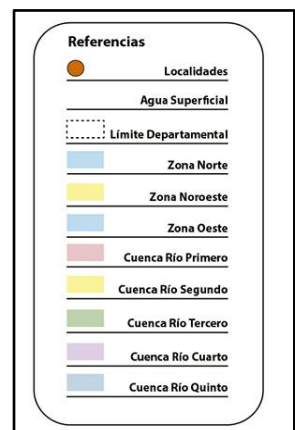 Referencias
Localidades
Agua Superficial
Límite Departamental
Zona Norte
Zona Noroeste
Zona Oeste
Cuenca Río Primero
Cuenca Río Segundo
Cuenca Río Tercero
Cuenca Río Cuarto
Cuenca Río Quinto